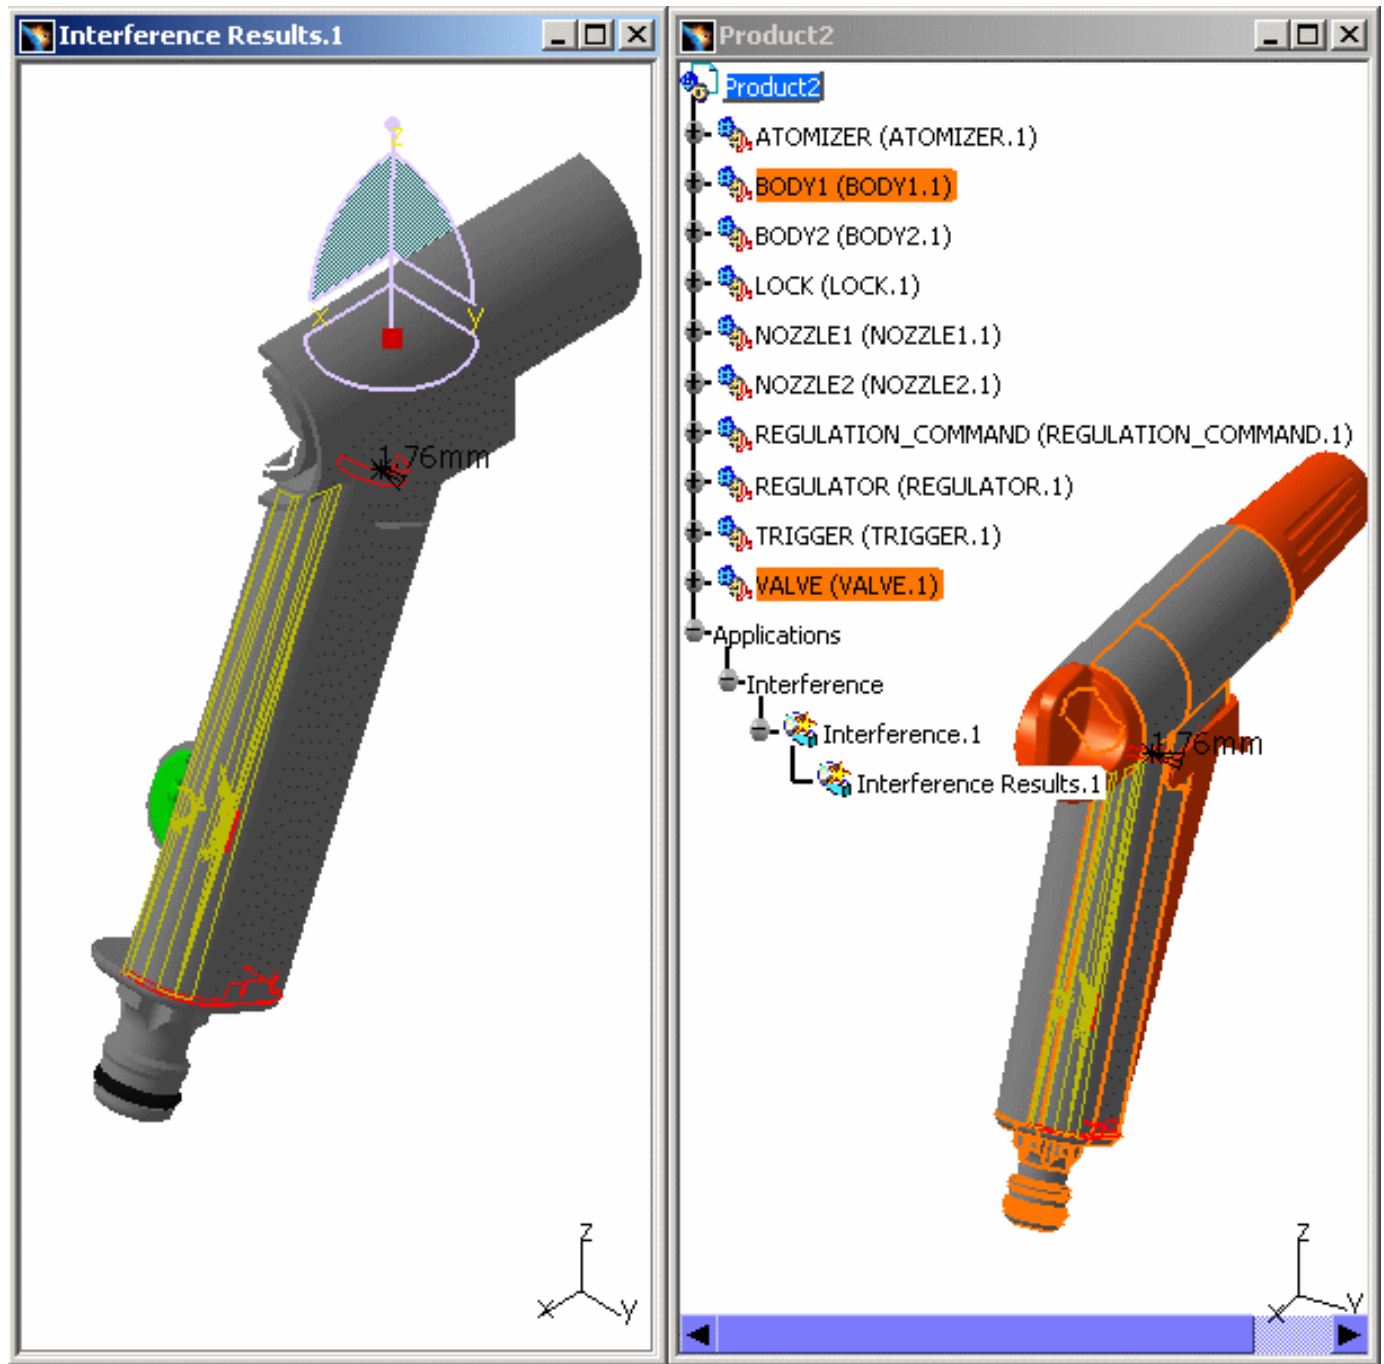 Interference Results.1
Z
X
Y
1.76mm
Z
X
Y
Product2
Product2
ATOMIZER (ATOMIZER.1)
BODY1 (BODY1.1)
BODY2 (BODY2.1)
LOCK (LOCK.1)
NOZZLE1 (NOZZLE1.1)
NOZZLE2 (NOZZLE2.1)
REGULATION_COMMAND (REGULATION_COMMAND.1)
REGULATOR (REGULATOR.1)
TRIGGER (TRIGGER.1)
VALVE (VALVE.1)
Applications
Interference
Interference.1
Interference Results.1
1.76mm
Z
X
Y